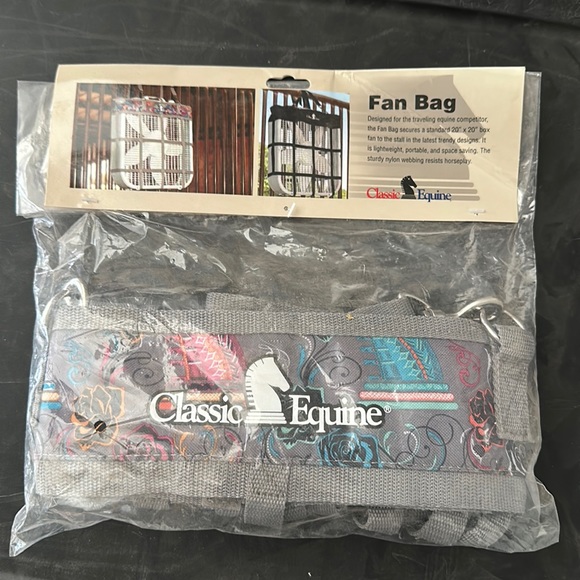 Fan Bag
Designed for the traveling equine competitor,
the Fan Bag secures a standard 20" x 20" box
fan to the stall in the latest trendy designs. It
is lightweight, portable, and space saving. The
sturdy nylon webbing resists horseplay.
Classic Equine
Classic Equine®